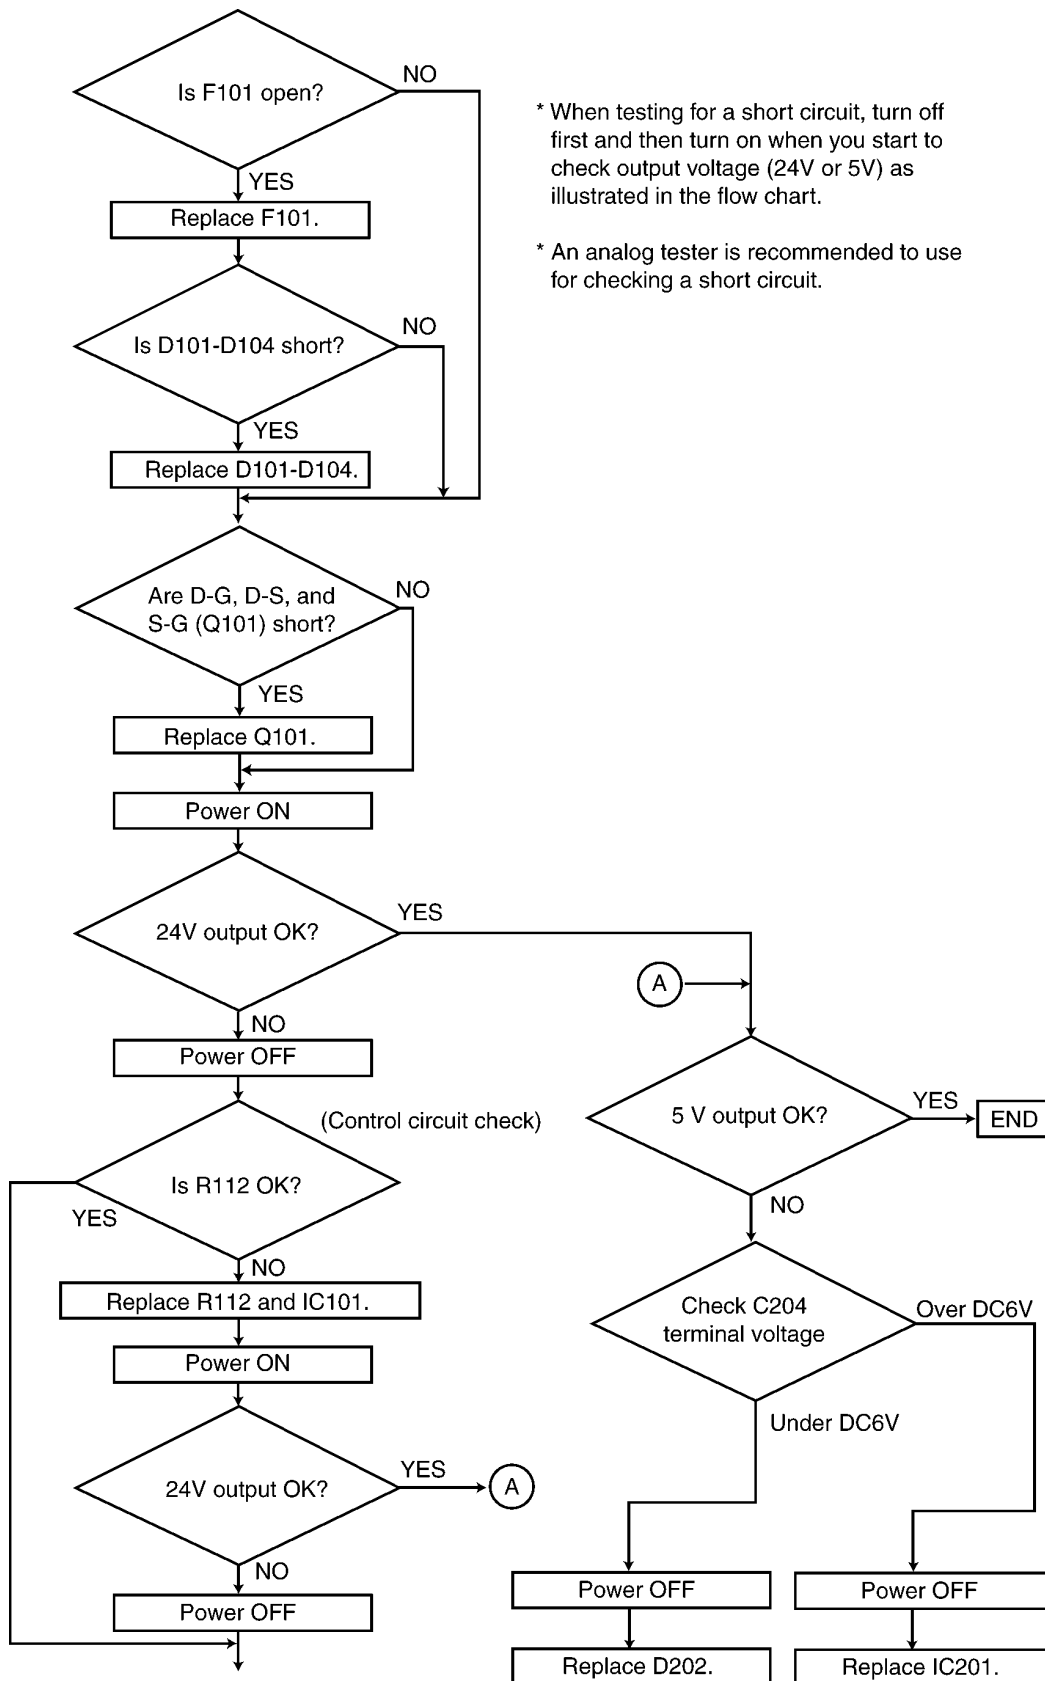 Is F101 open?
NO
YES
Replace F101.
* When testing for a short circuit, turn off
first and then turn on when you start to
check output voltage (24V or 5V) as
illustrated in the flow chart.
* An analog tester is recommended to use
for checking a short circuit.
Is D101-D104 short?
NO
YES
Replace D101-D104.
Are D-G, D-S, and
S-G (Q101) short?
NO
YES
Replace Q101.
Power ON
24V output OK?
YES
NO
Power OFF
(Control circuit check)
Is R112 OK?
YES
NO
Replace R112 and IC101.
Power ON
24V output OK?
YES
A
NO
Power OFF
A
5 V output OK?
YES
END
NO
Check C204
terminal voltage
Over DC6V
Under DC6V
Power OFF
Replace D202.
Power OFF
Replace IC201.